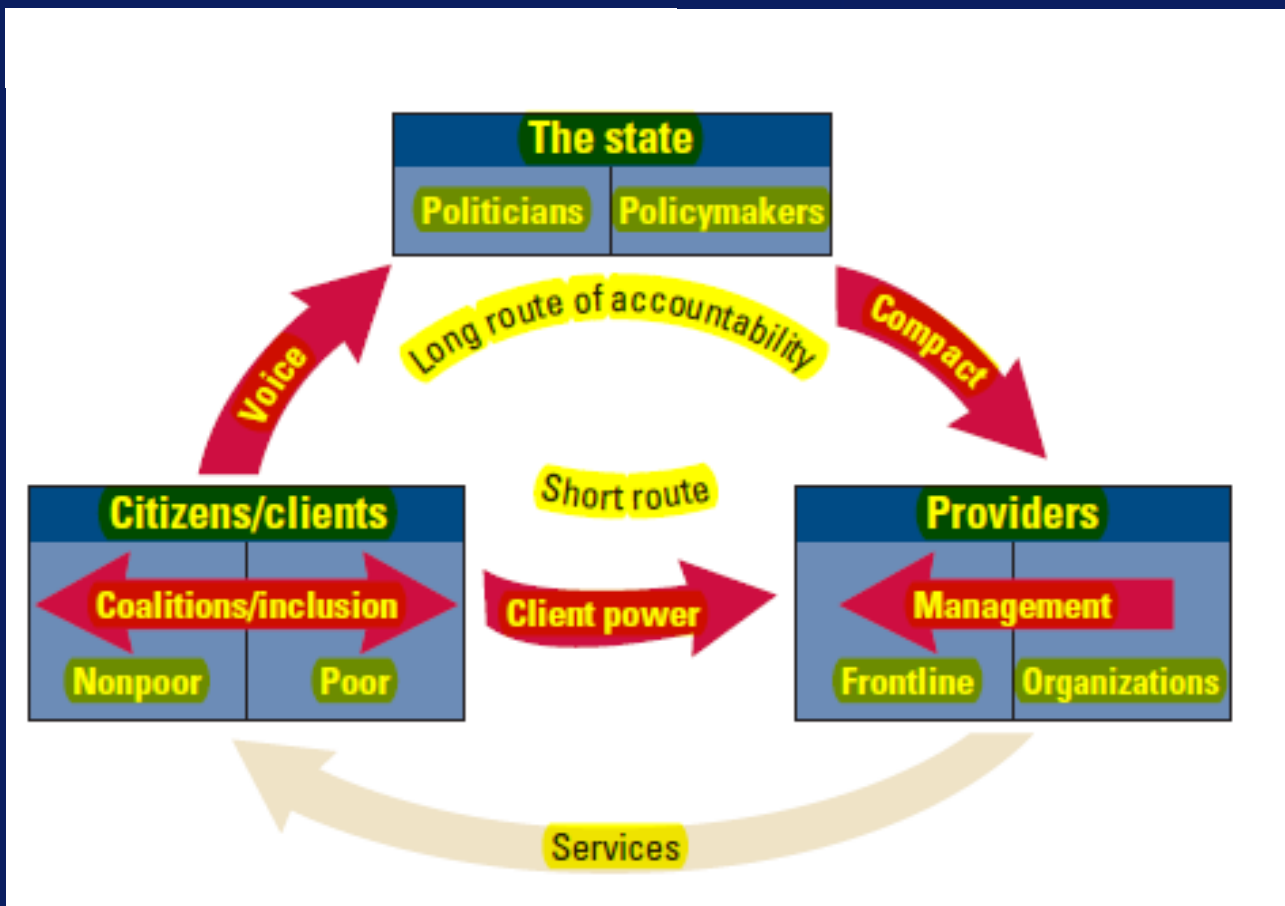 The state
Politicians Policymakers
Long route of accountability
Voice
Compact
Short route
Citizens/clients
Providers
Coalitions/inclusion
Client power
Management
Nonpoor Poor
Frontline Organizations
Services